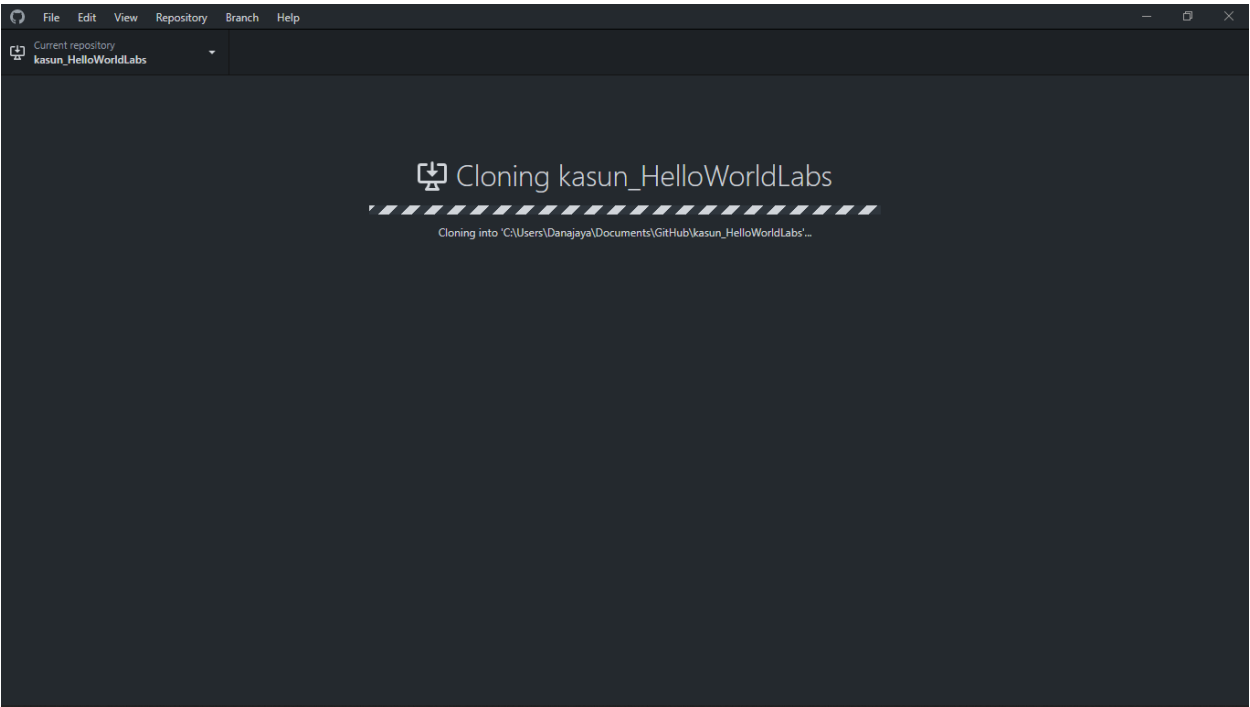 File Edit View Repository Branch Help
Current repository
kasun_HelloWorldLabs
Cloning kasun_HelloWorldLabs
Cloning into 'C:\Users\Danajaya\Documents\GitHub\kasun_HelloWorldLabs'...